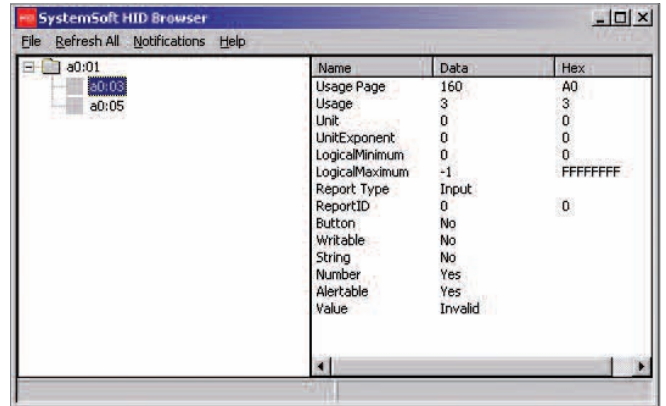 HID SystemSoft HID Browser
File Refresh All Notifications Help
a0:01
a0:03
a0:05
Name Data Hex
Usage Page 160 A0
Usage 3 3
Unit 0 0
UnitExponent 0 0
LogicalMinimum 0 0
LogicalMaximum -1 FFFFFFFF
Report Type Input
ReportID 0 0
Button No
Writable No
String No
Number Yes
Alertable Yes
Value Invalid